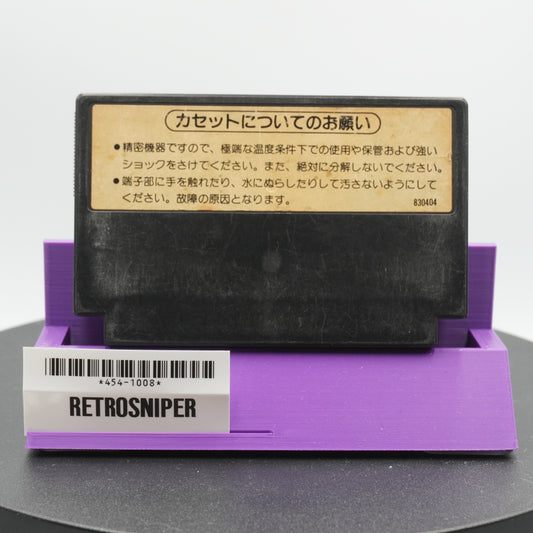 カセットについてのお願い
●精密機器ですので、極端な温度条件下での使用や保管および強い
ショックをさけてください。また、絶対に分解しないでください。
●端子部に手を触れたり、水にぬらしたりして汚さないようにして
ください。故障の原因となります。
830404
*454-1008*
RETROSNIPER